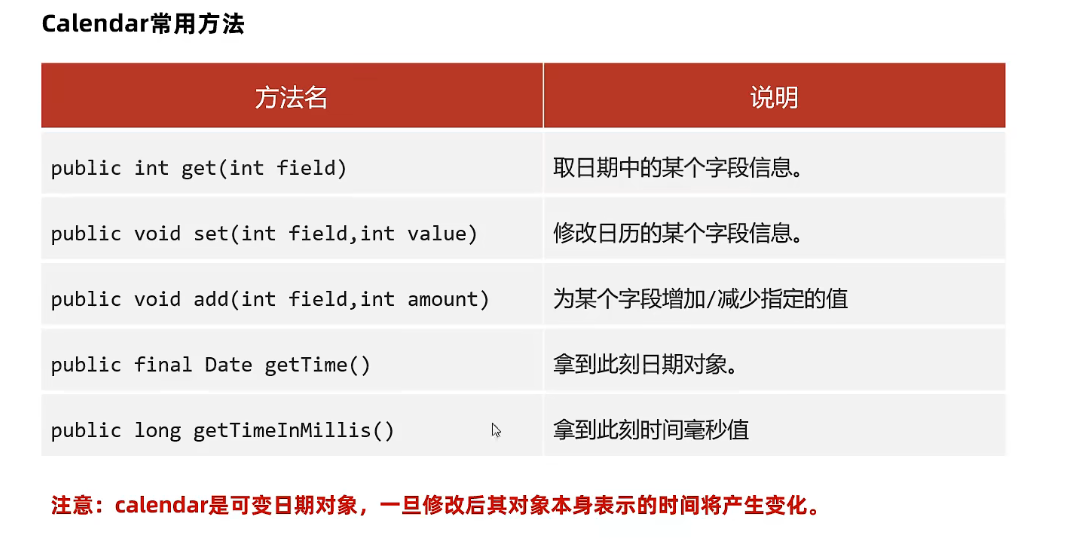 Calendar常用方法
方法名 说明
public int get(int field) 取日期中的某个字段信息。
public void set(int field,int value) 修改日历的某个字段信息。
public void add(int field,int amount) 为某个字段增加/减少指定的值
public final Date getTime() 拿到此刻日期对象。
public long getTimeInMillis() 拿到此刻时间毫秒值
注意：calendar是可变日期对象，一旦修改后其对象本身表示的时间将产生变化。